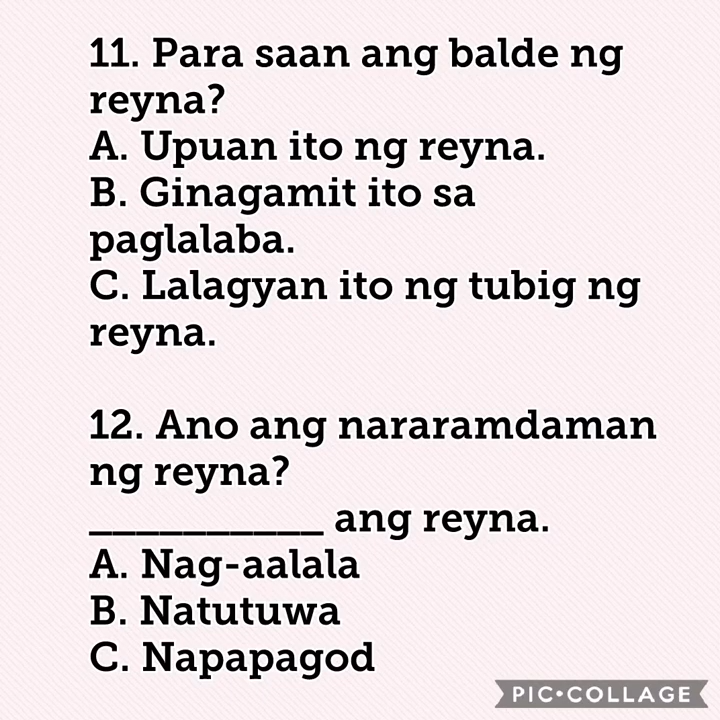 11. Para saan ang balde ng
reyna?
A. Upuan ito ng reyna.
B. Ginagamit ito sa
paglalaba.
C. Lalagyan ito ng tubig ng
reyna.
12. Ano ang nararamdaman
ng reyna?
__________ ang reyna.
A. Nag-aalala
B. Natutuwa
C. Napapagod
PIC•COLLAGE